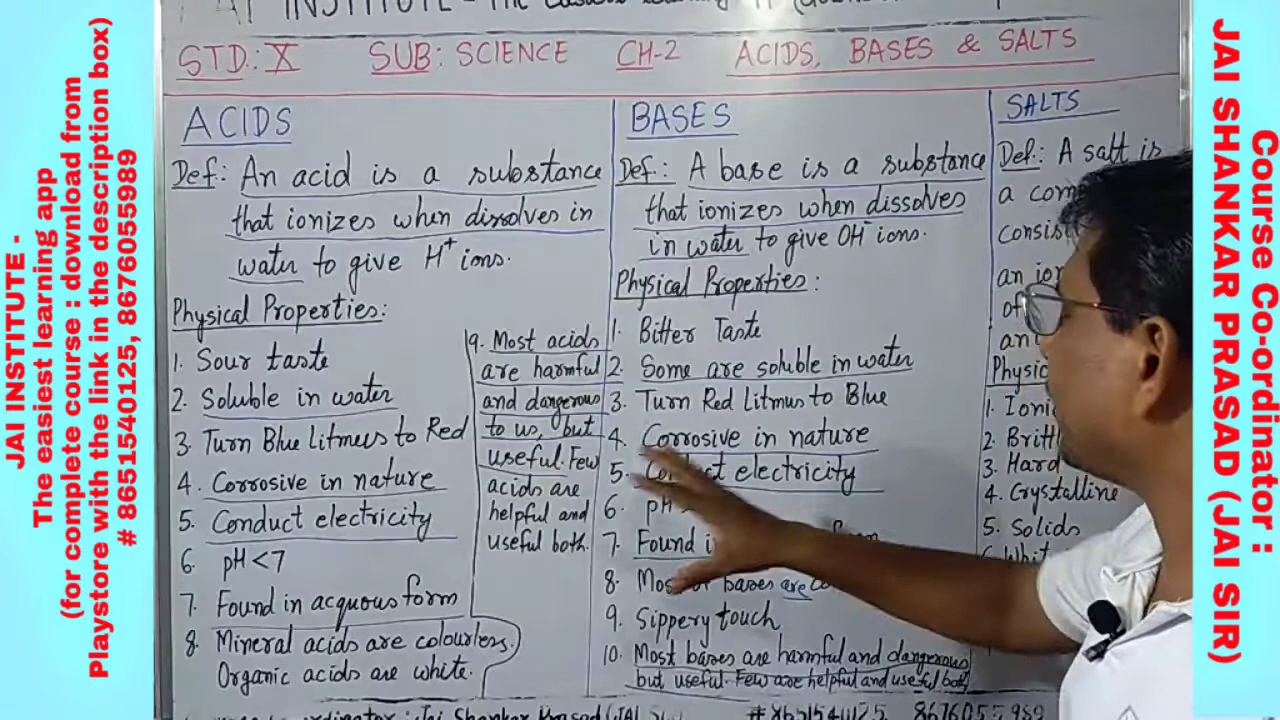 JAI INSTITUTE -
The easiest learning app
(for complete course : download from
Playstore with the link in the description box)
# 8651540125, 8676055989
INSTITUTE - The
STD: X SUB: SCIENCE CH-2 ACIDS, BASES & SALTS
ACIDS
Def: An acid is a substance
that ionizes when dissolves in
water to give H+ ions.
Physical Properties:
1. Sour taste
2. Soluble in water
3. Turn Blue Litmus to Red
4. Corrosive in nature
5. Conduct electricity
6. pH <7
7. Found in acquous form
8. Mineral acids are colourless.
Organic acids are white.
9. Most acids
are harmful
and dangerous
to us, but
useful. Few
acids are
helpful and
useful both.
BASES
Def.: A base is a substance
that ionizes when dissolves
in water to give OH- ions.
Physical Properties:
1. Bitter Taste
2. Some are soluble in water
3. Turn Red Litmus to Blue
4. Corrosive in nature
5. Conduct electricity
6. pH
7. Found
8. bases are
9. Sippery touch
10. Most bases are harmful and dangerous
but useful. Few are helpful and useful both
SALTS
Def.: A salt is
a
of
1.
2.
3. Hard
4. Crystalline
5. Solids
: Jai Shankar Prasad (JAI
8676055989
Course Co-ordinator :
JAI SHANKAR PRASAD (JAI SIR)